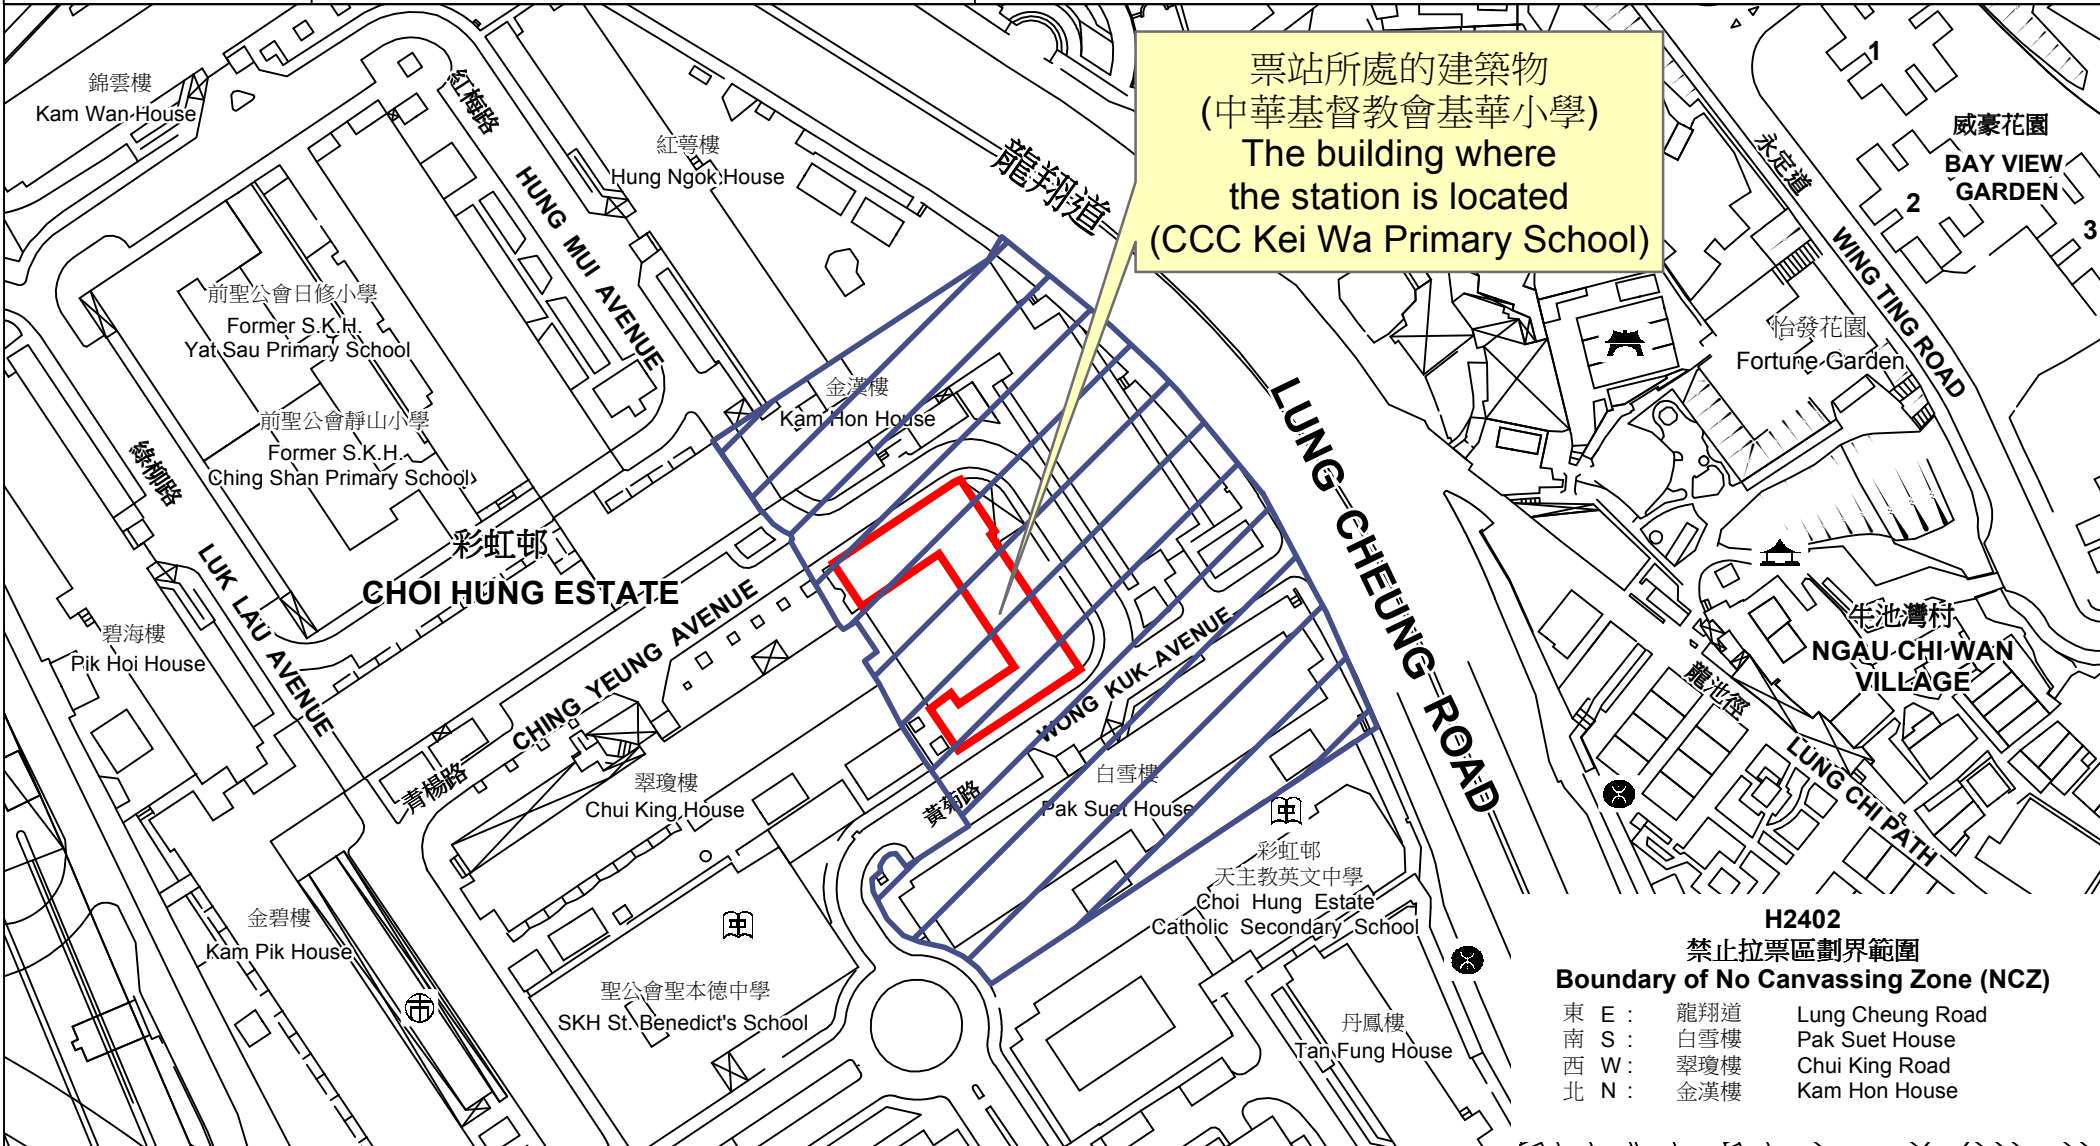 錦雲樓
Kam Wan House
紅梅路
HUNG MUI AVENUE
紅萼樓
Hung Ngok House
龍翔道
LUNG CHEUNG ROAD
票站所處的建築物
(中華基督教會基華小學)
The building where
the station is located
(CCC Kei Wa Primary School)
1
2
3
威豪花園
BAY VIEW
GARDEN
永定道
WING TING ROAD
怡發花園
Fortune Garden
前聖公會日修小學
Former S.K.H.
Yat Sau Primary School
前聖公會靜山小學
Former S.K.H.
Ching Shan Primary School
金漢樓
Kam Hon House
綠柳路
LUK LAU AVENUE
彩虹邨
CHOI HUNG ESTATE
碧海樓
Pik Hoi House
青楊路
CHING YEUNG AVENUE
翠瓊樓
Chui King House
黃菊路
WONG KUK AVENUE
白雪樓
Pak Suet House
牛池灣村
NGAU CHI WAN
VILLAGE
龍池徑
LUNG CHI PATH
中
彩虹邨
天主教英文中學
Choi Hung Estate
Catholic Secondary School
金碧樓
Kam Pik House
市
中
聖公會聖本德中學
SKH St. Benedict's School
丹鳳樓
Tan Fung House
H2402
禁止拉票區劃界範圍
Boundary of No Canvassing Zone (NCZ)
東 E : 龍翔道 Lung Cheung Road
南 S : 白雪樓 Pak Suet House
西 W : 翠瓊樓 Chui King Road
北 N : 金漢樓 Kam Hon House